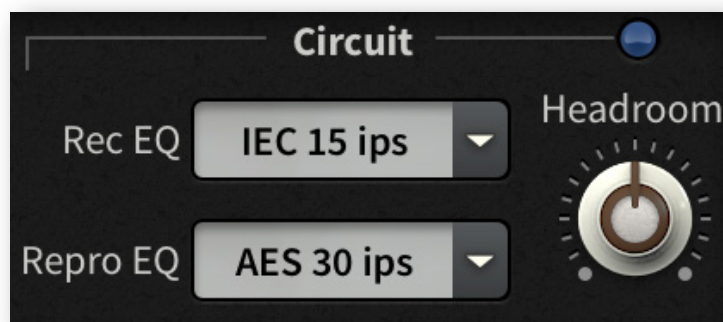 Circuit
Headroom
Rec EQ IEC 15 ips
Repro EQ AES 30 ips